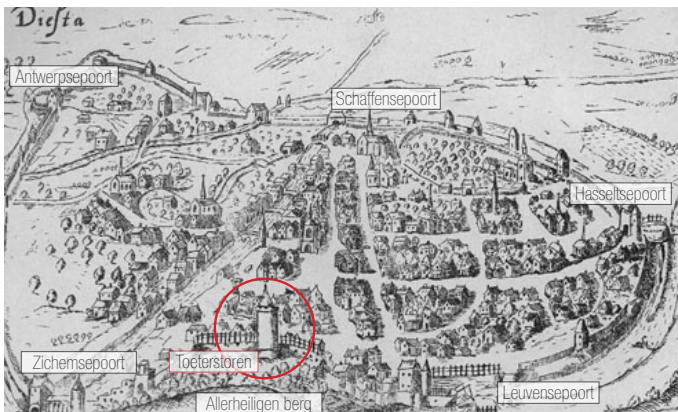 Diesta
Antwerpsepoort
Schaffensepoort
Hasseltsepoort
Zichemsepoort
Toeterstoren
Leuvensepoort
Allerheiligen berg